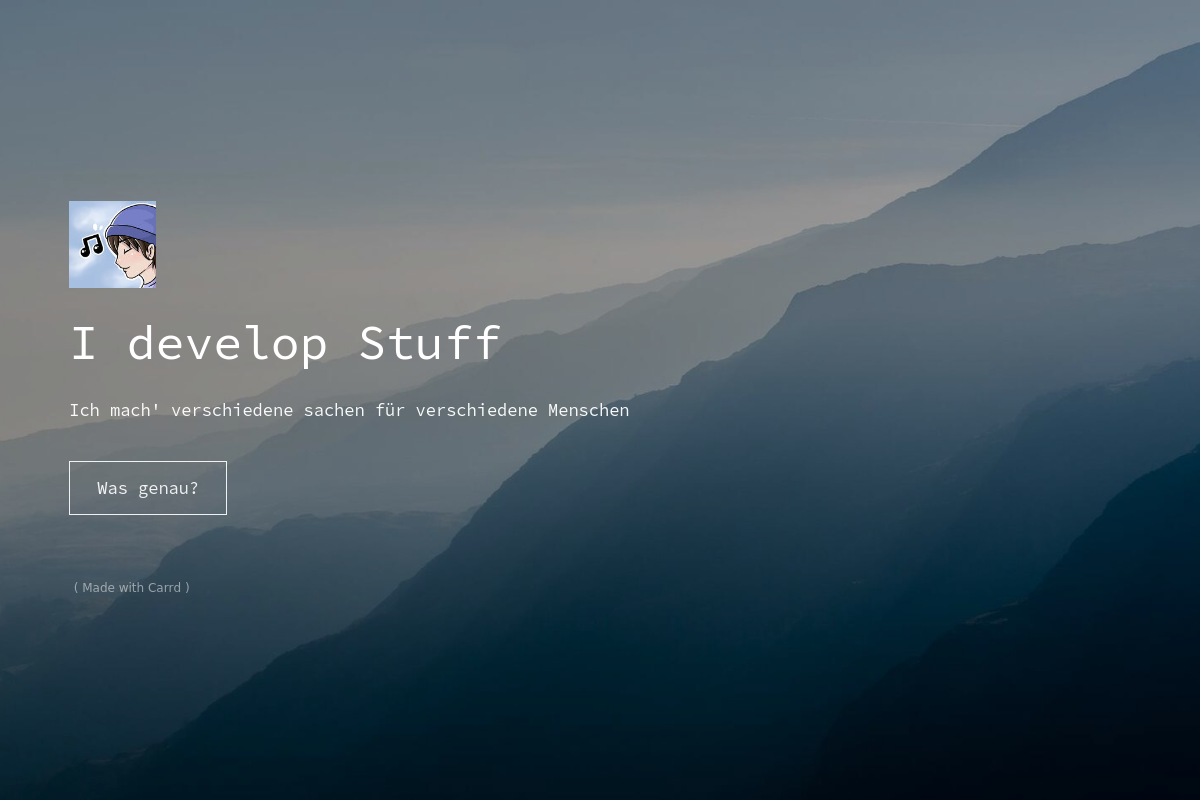 I develop Stuff
Ich mach' verschiedene sachen für verschiedene Menschen
Was genau?
( Made with Carrd )